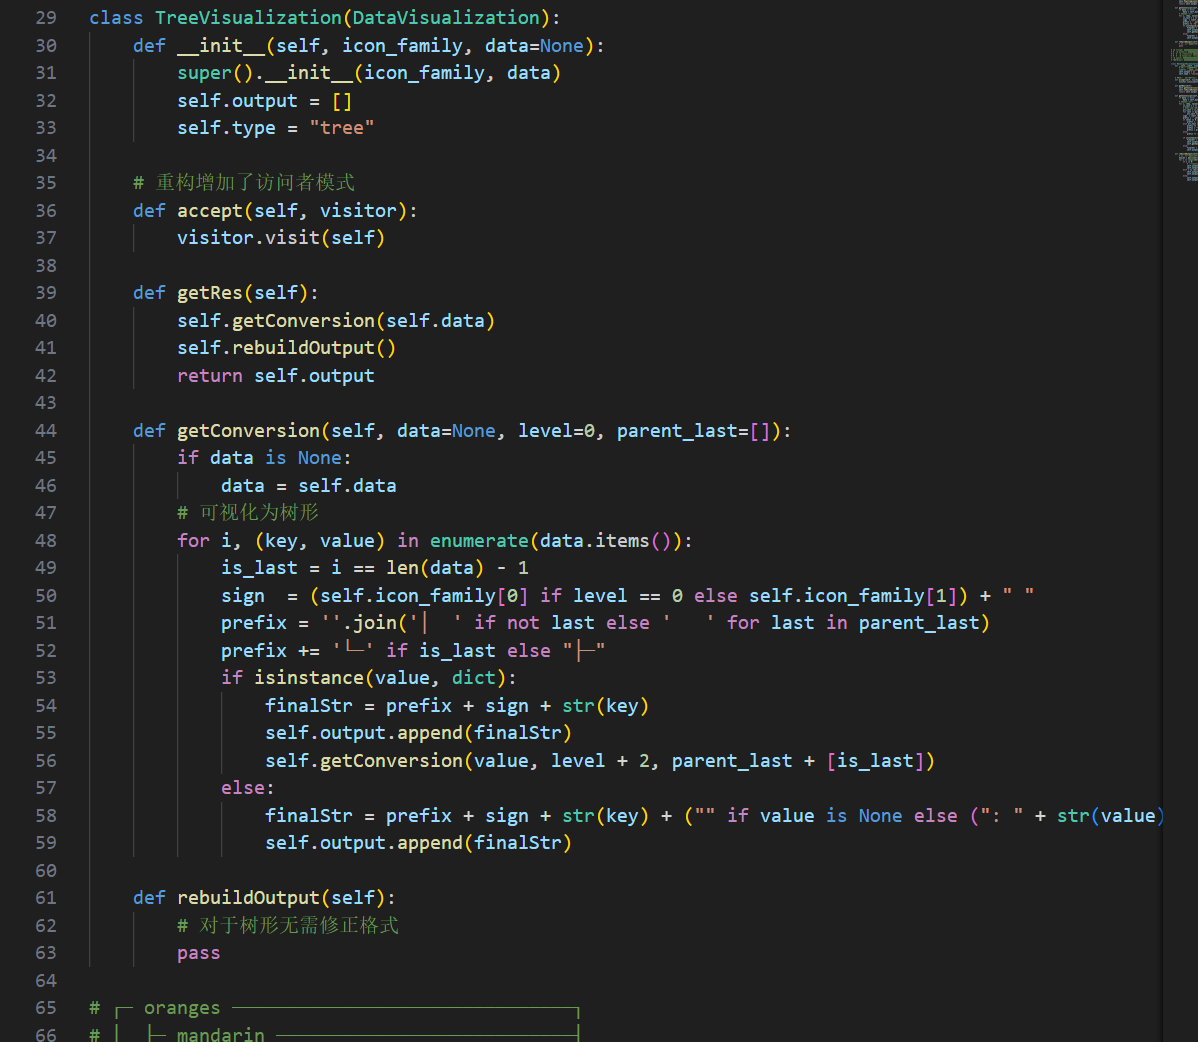 29 class TreeVisualization(DataVisualization):
30     def __init__(self, icon_family, data=None):
31         super().__init__(icon_family, data)
32         self.output = []
33         self.type = "tree"
34
35     # 重构增加了访问者模式
36     def accept(self, visitor):
37         visitor.visit(self)
38
39     def getRes(self):
40         self.getConversion(self.data)
41         self.rebuildOutput()
42         return self.output
43
44     def getConversion(self, data=None, level=0, parent_last=[]):
45         if data is None:
46             data = self.data
47         # 可视化为树形
48         for i, (key, value) in enumerate(data.items()):
49             is_last = i == len(data) - 1
50             sign  = (self.icon_family[0] if level == 0 else self.icon_family[1]) + " "
51             prefix = ''.join('│  ' if not last else '   ' for last in parent_last)
52             prefix += '└─' if is_last else "├─"
53             if isinstance(value, dict):
54                 finalStr = prefix + sign + str(key)
55                 self.output.append(finalStr)
56                 self.getConversion(value, level + 2, parent_last + [is_last])
57             else:
58                 finalStr = prefix + sign + str(key) + ("" if value is None else (": " + str(value)
59                 self.output.append(finalStr)
60
61     def rebuildOutput(self):
62         # 对于树形无需修正格式
63         pass
64
65 # ┌─ oranges ───────────────────────────────┐
66 # │  ├─ mandarin ───────────────────────────┤